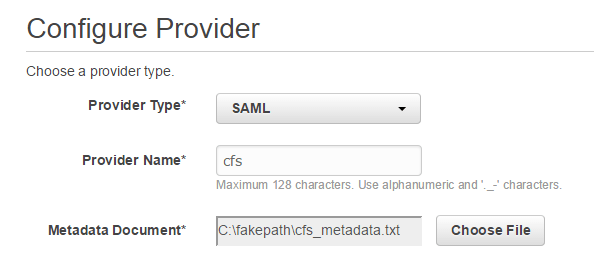 Configure Provider
Choose a provider type.
Provider Type* SAML
Provider Name* cfs
Maximum 128 characters. Use alphanumeric and '._-' characters.
Metadata Document* C:\fakepath\cfs_metadata.txt Choose File